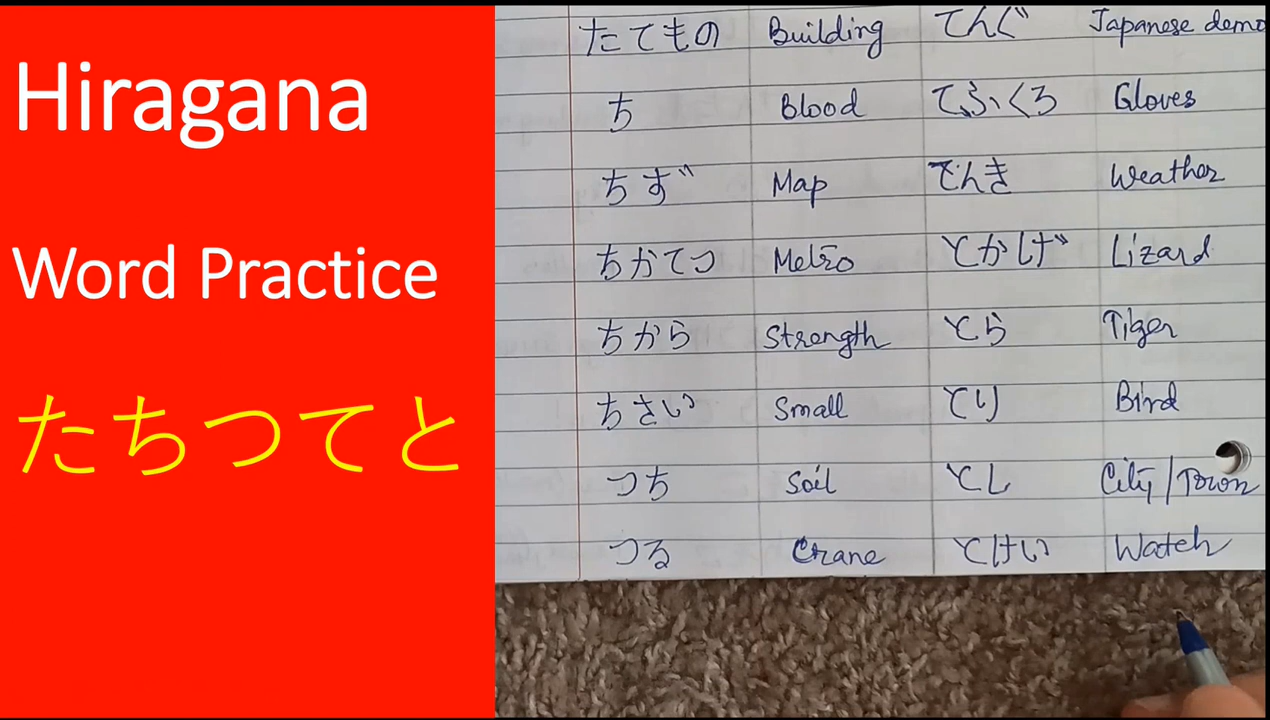 Hiragana
Word Practice
たちつてと
たてもの Building てんぐ Japanese demo
ち Blood てぶくろ Gloves
ちず Map でんき Weather
ちかてつ Metro とかげ Lizard
ちから Strength とら Tiger
ちさい Small とり Bird
つち Soil とし City/Town
つる Crane とけい Watch